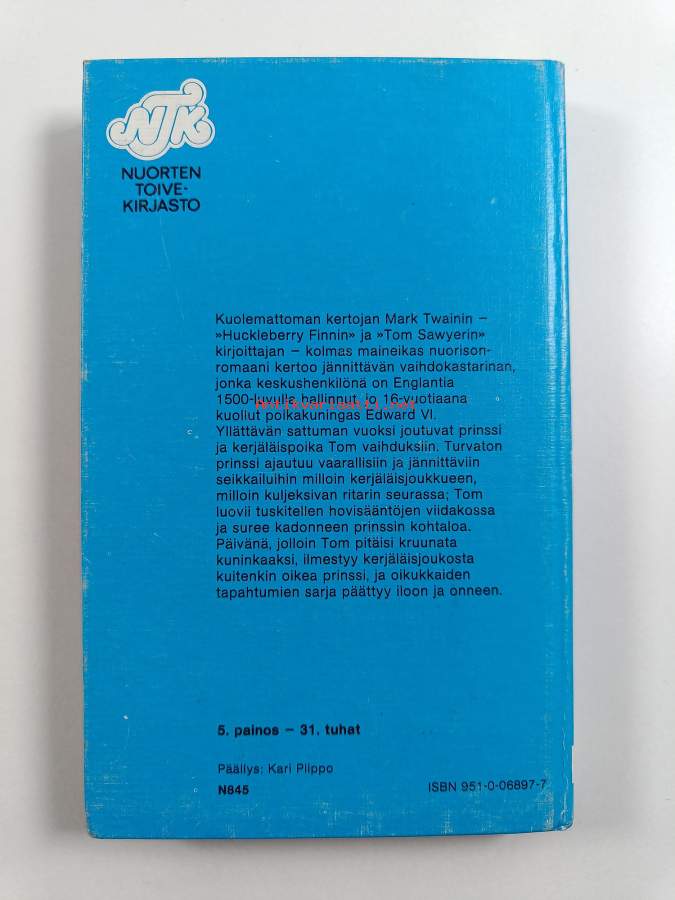 NTK
NUORTEN
TOIVE-
KIRJASTO
Kuolemattoman kertojan Mark Twainin –
»Huckleberry Finnin» ja »Tom Sawyerin»
kirjoittajan – kolmas maineikas nuorison-
romaani kertoo jännittävän vaihdokastarinan,
jonka keskushenkilönä on Englantia
1500-luvulla hallinnut, jo 16-vuotiaana
Antikvariaatti.net
kuollut poikakuningas Edward VI.
Yllättävän sattuman vuoksi joutuvat prinssi
ja kerjäläispoika Tom vaihduksiin. Turvaton
prinssi ajautuu vaarallisiin ja jännittäviin
seikkailuihin milloin kerjäläisjoukkueen,
milloin kuljeksivan ritarin seurassa; Tom
luovii tuskitellen hovisääntöjen viidakossa
ja suree kadonneen prinssin kohtaloa.
Päivänä, jolloin Tom pitäisi kruunata
kuninkaaksi, ilmestyy kerjäläisjoukosta
kuitenkin oikea prinssi, ja oikukkaiden
tapahtumien sarja päättyy iloon ja onneen.
5. painos – 31. tuhat
Päällys: Kari Piippo
N845
ISBN 951-0-06897-7